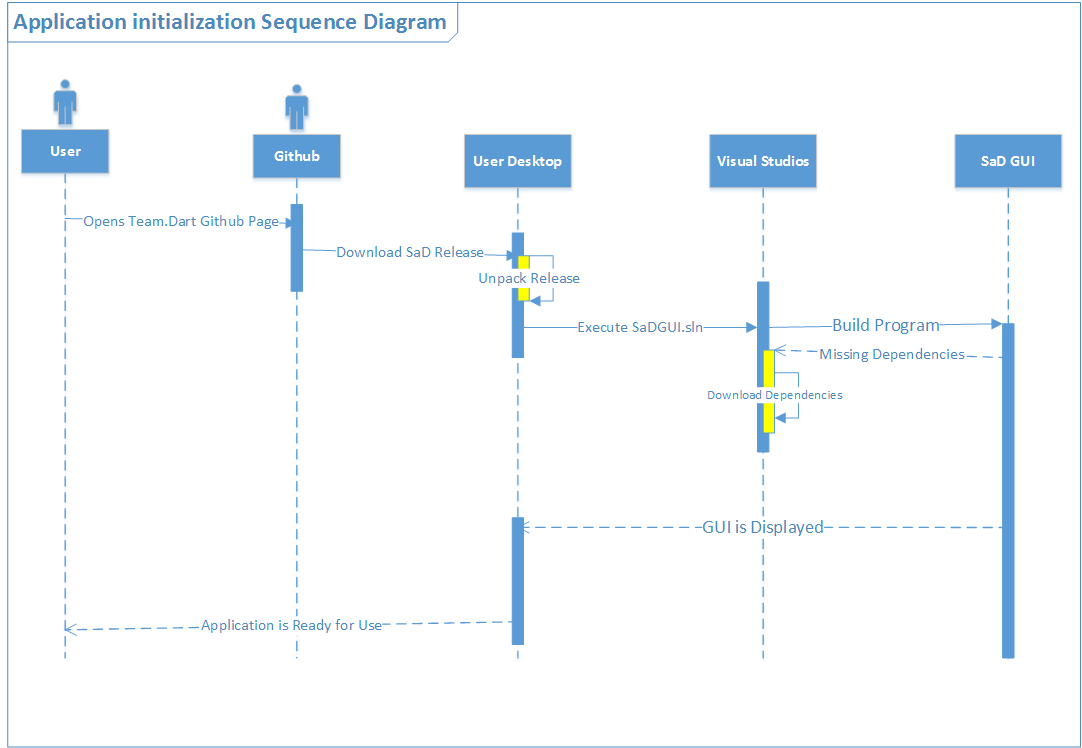 Application initialization Sequence Diagram
User
Github
User Desktop
Visual Studios
SaD GUI
Opens Team.Dart Github Page
Download SaD Release
Unpack Release
Execute SaDGUI.sln
Build Program
Missing Dependencies
Download Dependencies
GUI is Displayed
Application is Ready for Use